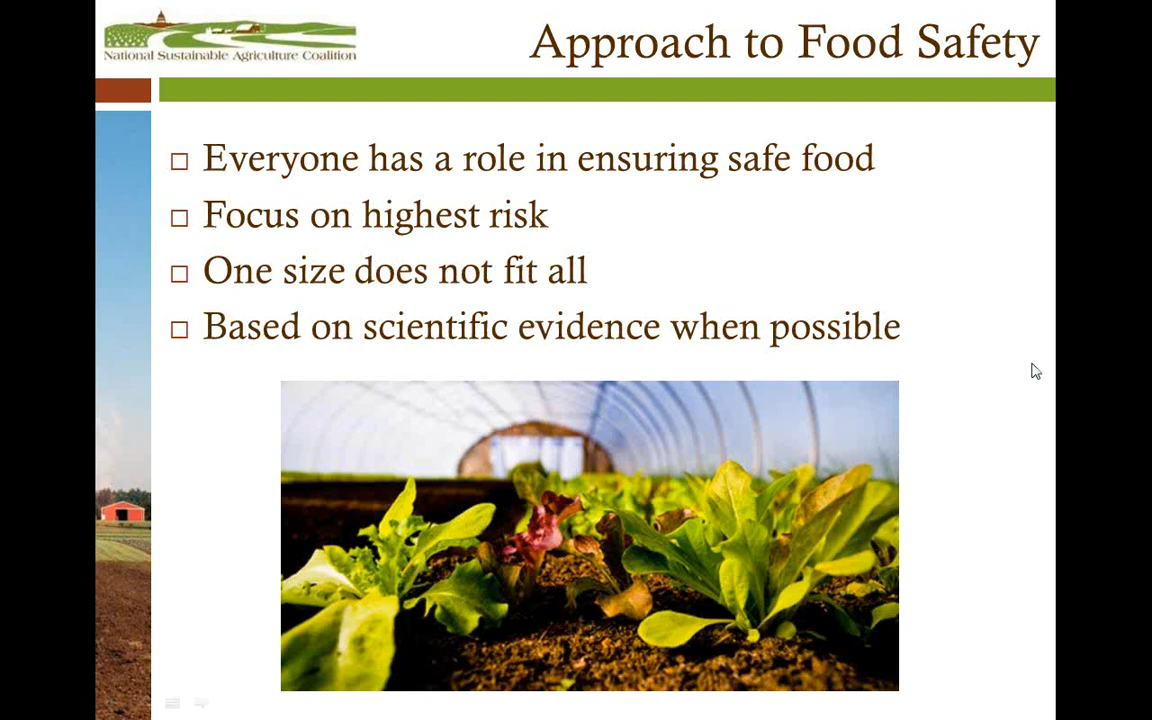 National Sustainable Agriculture Coalition
Approach to Food Safety
Everyone has a role in ensuring safe food
Focus on highest risk
One size does not fit all
Based on scientific evidence when possible